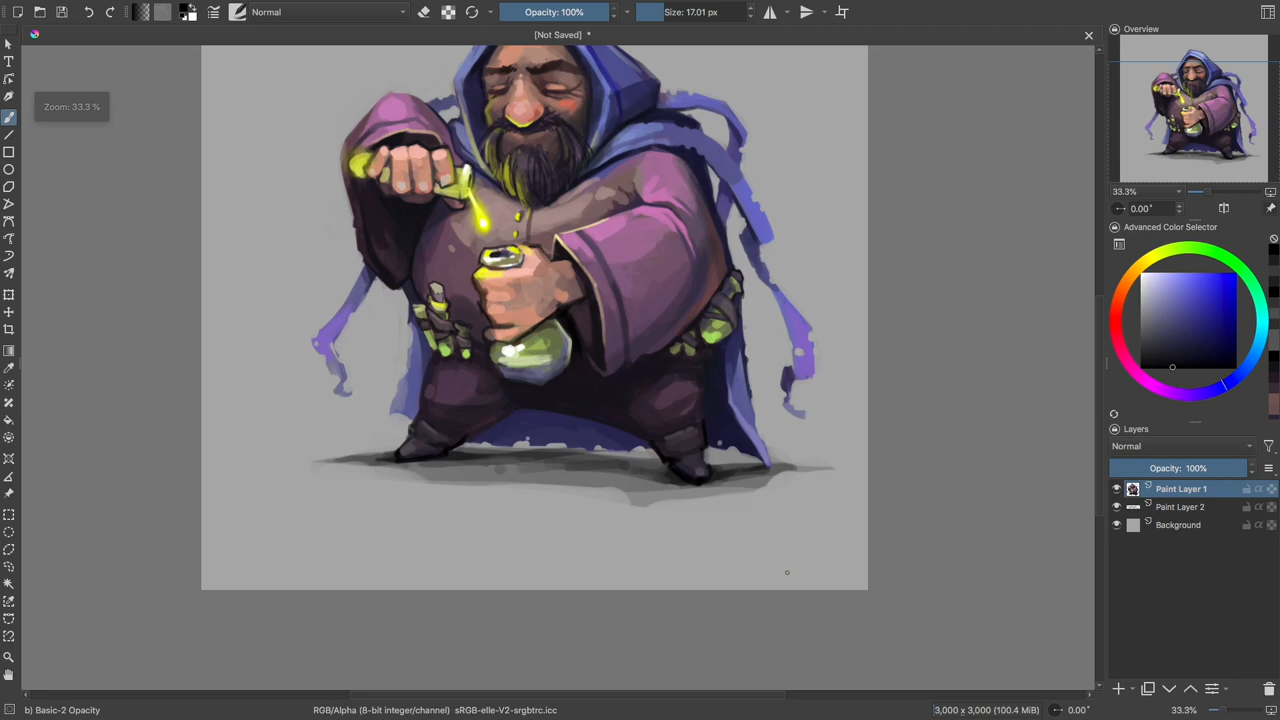 Normal
Opacity: 100%
Size: 17.01 px
[Not Saved] *
Zoom: 33.3 %
Overview
33.3%
0.00°
Advanced Color Selector
Layers
Normal
Opacity: 100%
Paint Layer 1
Paint Layer 2
Background
b) Basic-2 Opacity
RGB/Alpha (8-bit integer/channel) sRGB-elle-V2-srgbtrc.icc
3,000 x 3,000 (100.4 MiB)
0.00°
33.3%